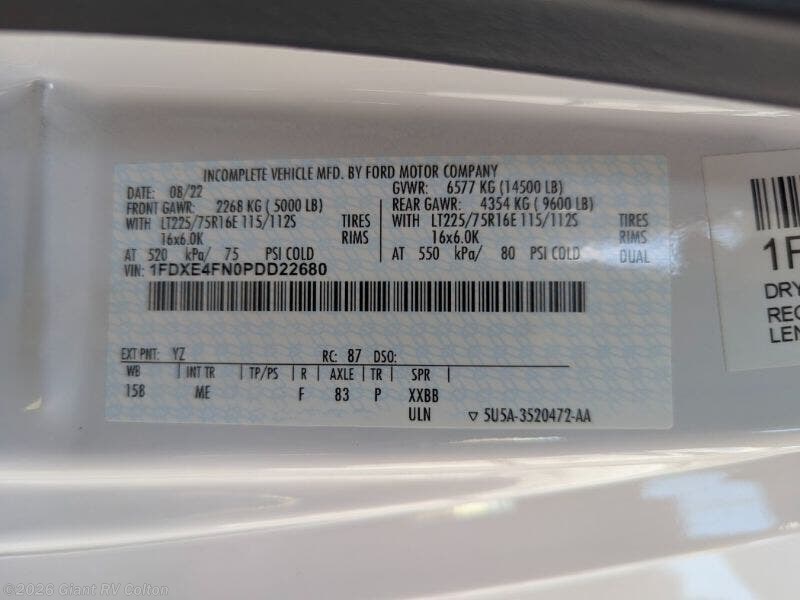 INCOMPLETE VEHICLE MFD. BY FORD MOTOR COMPANY
DATE: 08/22 GVWR: 6577 KG (14500 LB)
FRONT GAWR: 2268 KG ( 5000 LB) REAR GAWR: 4354 KG ( 9600 LB)
WITH LT225/75R16E 115/112S TIRES WITH LT225/75R16E 115/112S TIRES
16x6.0K RIMS 16x6.0K RIMS
AT 520 kPa/ 75 PSI COLD AT 550 kPa/ 80 PSI COLD DUAL
VIN: 1FDXE4FN0PDD22680
EXT PNT: YZ RC: 87 DSO:
WB INT TR TP/PS R AXLE TR SPR
158 ME F 83 P XXBB
ULN ▽ 5U5A-3520472-AA
1F
DRY
REC
LEN
©2026 Giant RV Colton